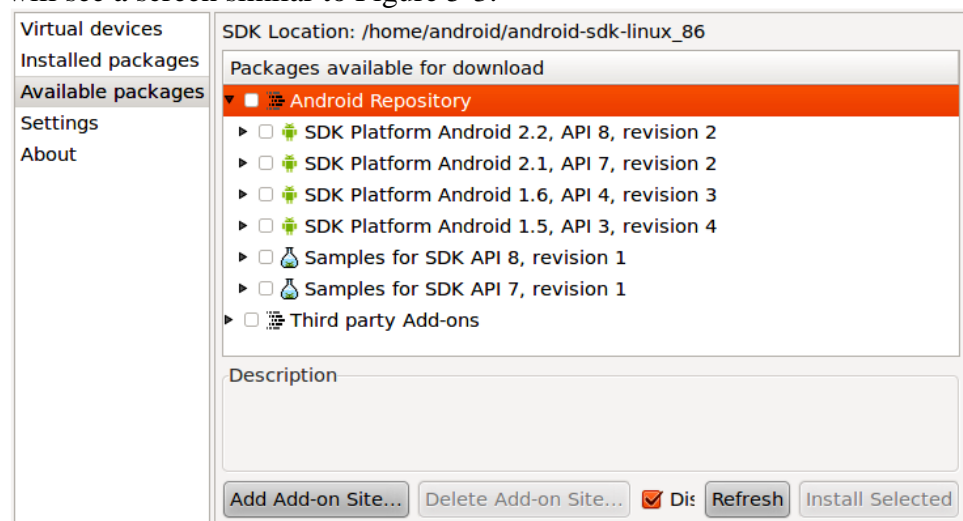 Virtual devices
Installed packages
Available packages
Settings
About
SDK Location: /home/android/android-sdk-linux_86
Packages available for download
Android Repository
SDK Platform Android 2.2, API 8, revision 2
SDK Platform Android 2.1, API 7, revision 2
SDK Platform Android 1.6, API 4, revision 3
SDK Platform Android 1.5, API 3, revision 4
Samples for SDK API 8, revision 1
Samples for SDK API 7, revision 1
Third party Add-ons
Description
Add Add-on Site... Delete Add-on Site... Dis Refresh Install Selected